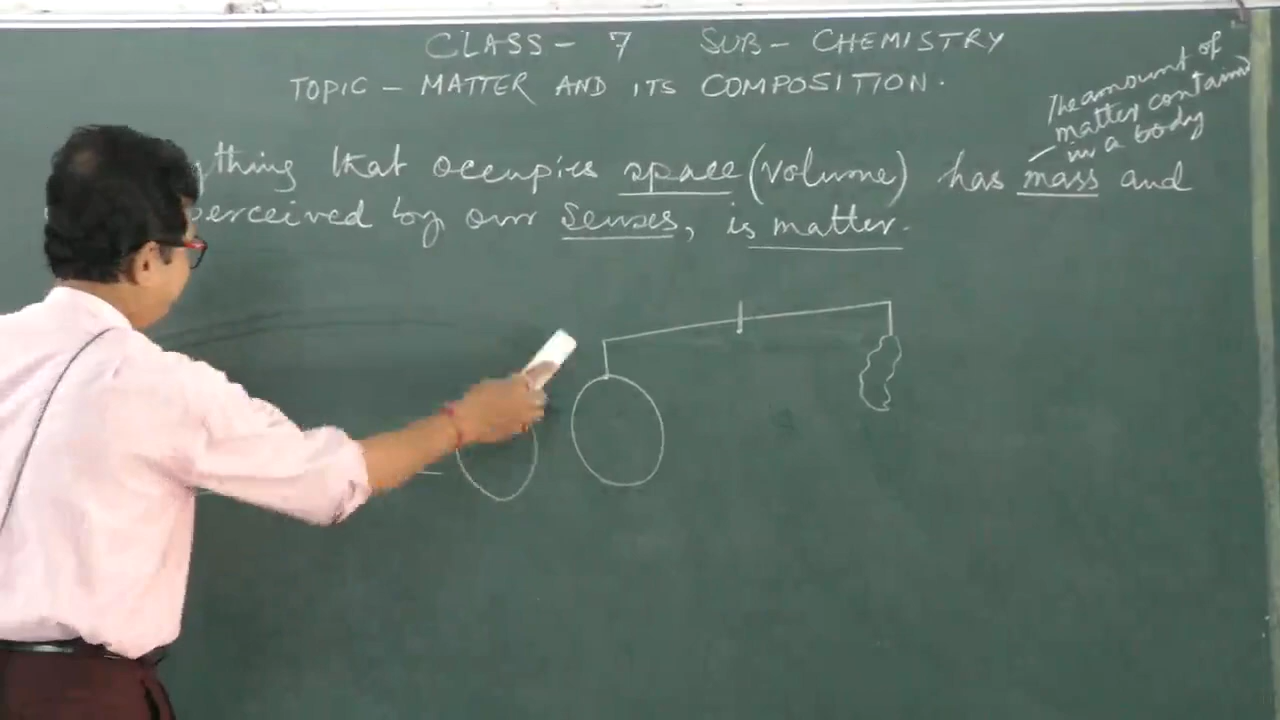 CLASS - 7 SUB - CHEMISTRY
TOPIC - MATTER AND ITS COMPOSITION.
The amount of
matter contained
in a body
ything that occupies space (volume) has mass and
perceived by our senses, is matter.